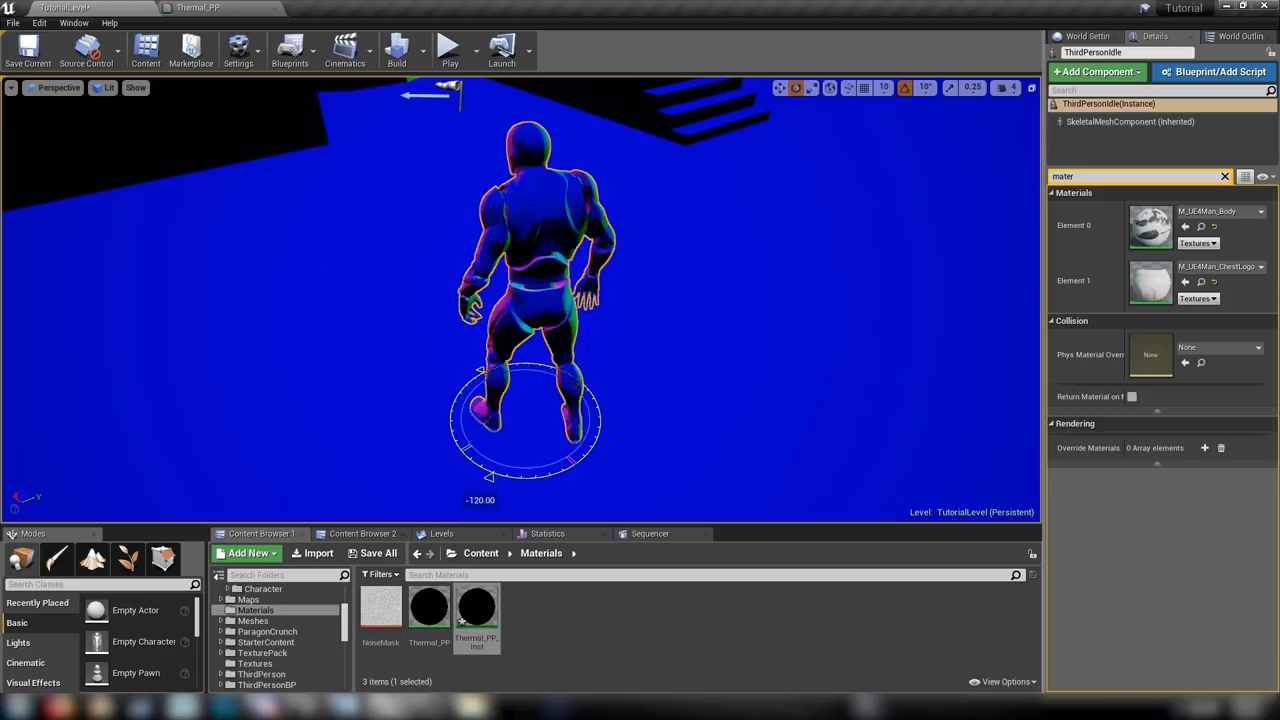 TutorialLevel*
Thermal_PP
Tutorial
File Edit Window Help
Save Current
Source Control
Content
Marketplace
Settings
Blueprints
Cinematics
Build
Play
Launch
Perspective
Lit
Show
10
10°
0.25
4
-120.00
Level: TutorialLevel (Persistent)
World Settin
Details
World Outlin
ThirdPersonIdle
+Add Component
Blueprint/Add Script
Search
ThirdPersonIdle(Instance)
SkeletalMeshComponent (Inherited)
mater
Materials
Element 0
M_UE4Man_Body
Textures
Element 1
M_UE4Man_ChestLogo
Textures
Collision
Phys Material Overr
None
None
Return Material on M
Rendering
Override Materials
0 Array elements
Modes
Search Classes
Recently Placed
Basic
Lights
Cinematic
Visual Effects
Empty Actor
Empty Character
Empty Pawn
Content Browser 1
Content Browser 2
Levels
Statistics
Sequencer
Add New
Import
Save All
Content
Materials
Search Folders
Filters
Search Materials
Character
Maps
Materials
Meshes
ParagonCrunch
StarterContent
TexturePack
Textures
ThirdPerson
ThirdPersonBP
NoiseMask
Thermal_PP
Thermal_PP_
Inst
3 items (1 selected)
View Options